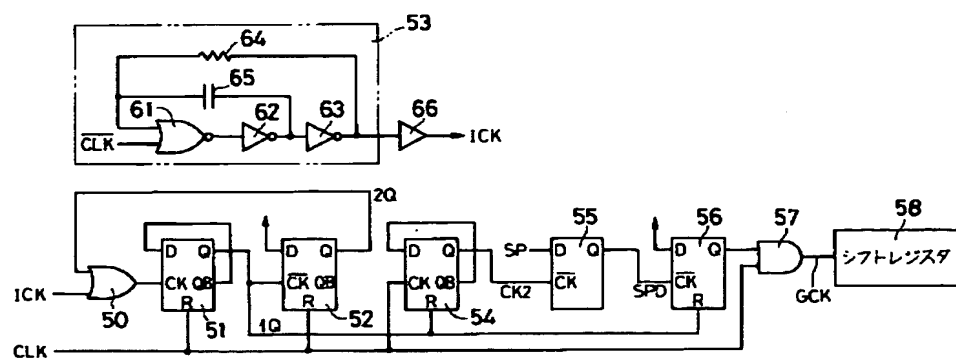 53
64
65
61
62
63
66
CLK
ICK
2Q
55
56
57
58
D Q
D Q
D Q
SP D Q
D Q
シフトレジスタ
CK QB
CK QB
CK QB
CK
CK
ICK
50
R
51
1Q
R
52
R
54
CK2
SPD
R
GCK
CLK